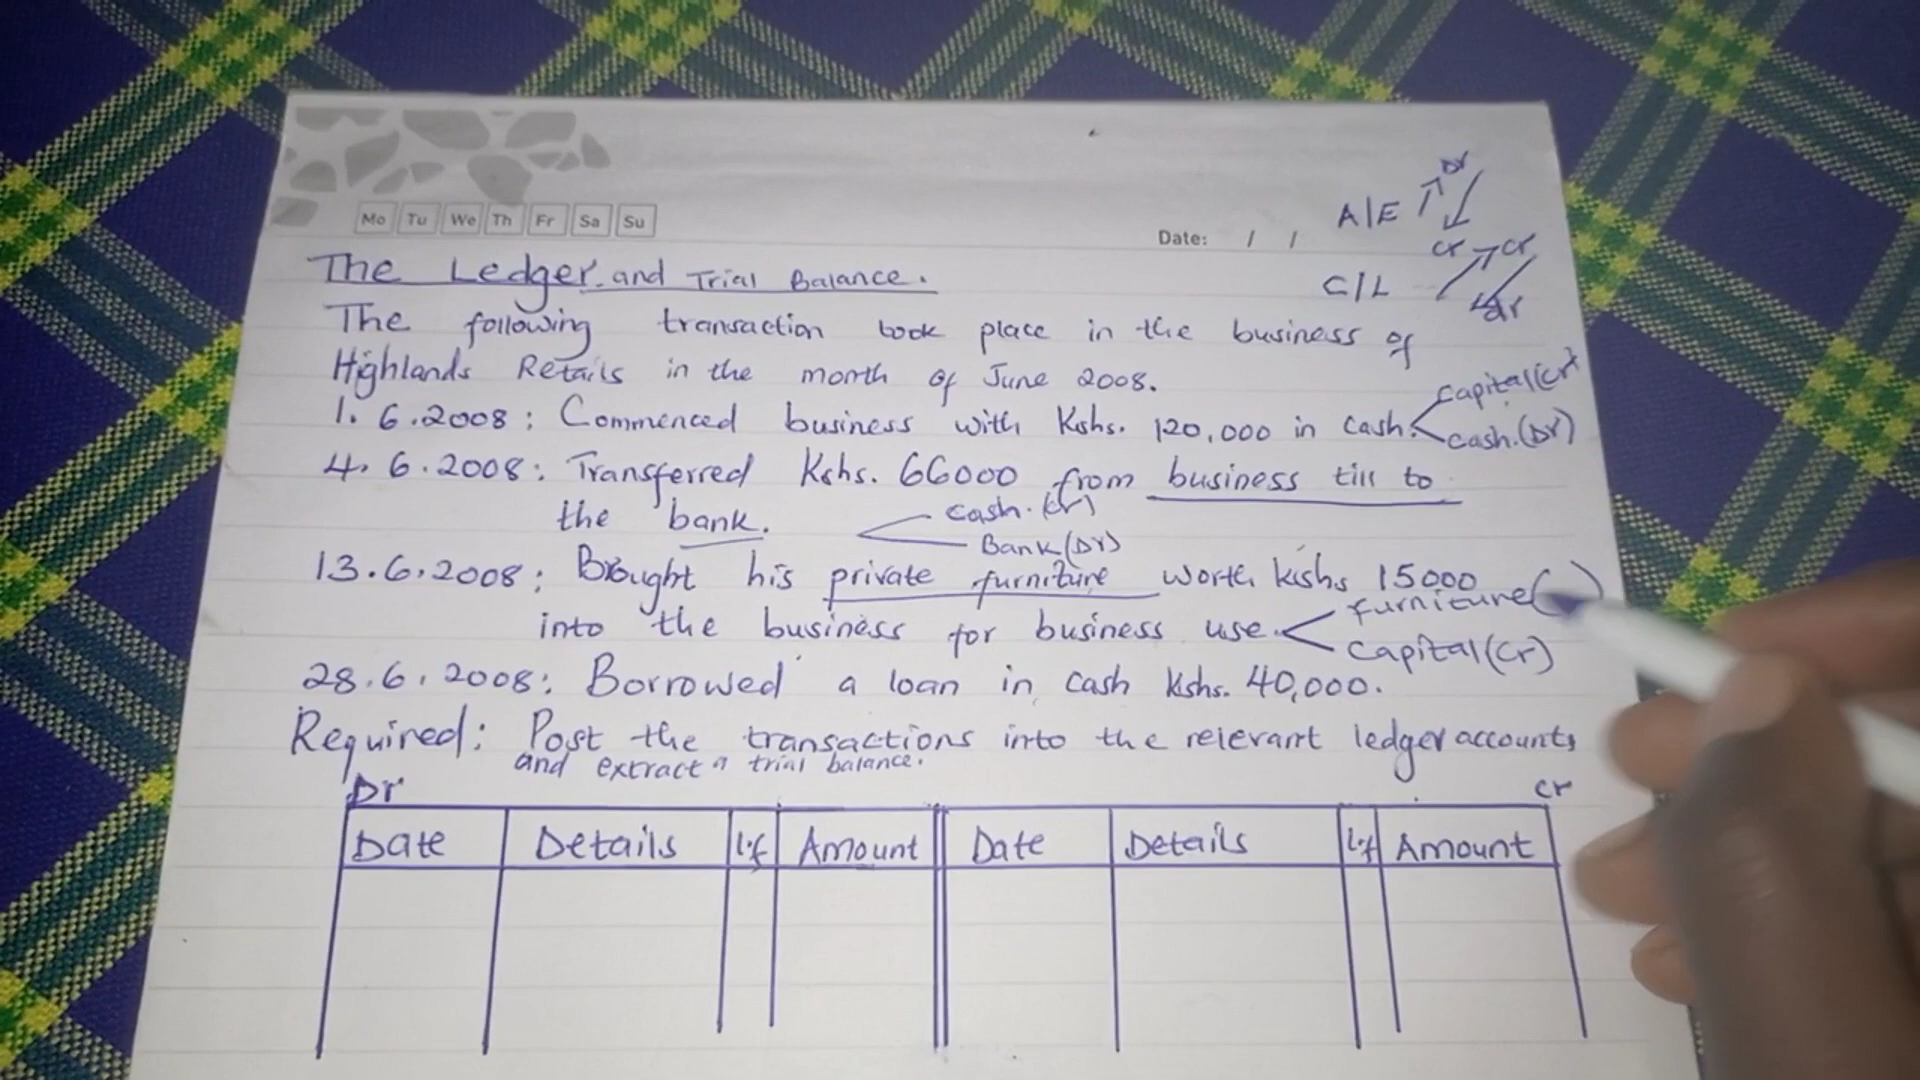 Mo Tu We Th Fr Sa Su
Date: / /
A/E Dr
cr
C/L cr
dr
The Ledger and Trial Balance.
The following transaction took place in the business of
Highlands Retails in the month of June 2008.
1. 6.2008: Commenced business with Kshs. 120,000 in cash.
Capital(Cr)
cash.(Dr)
4. 6. 2008: Transferred Kshs. 66000 from business till to
the bank.
cash.(cr)
Bank(Dr)
13.6.2008: Brought his private furniture worth kshs 15000
into the business for business use.
furniture( )
Capital(Cr)
28.6.2008: Borrowed a loan in cash kshs. 40,000.
Required: Post the transactions into the relevant ledger accounts
and extract a trial balance.
Dr cr
Date Details l.f Amount Date Details l.f Amount